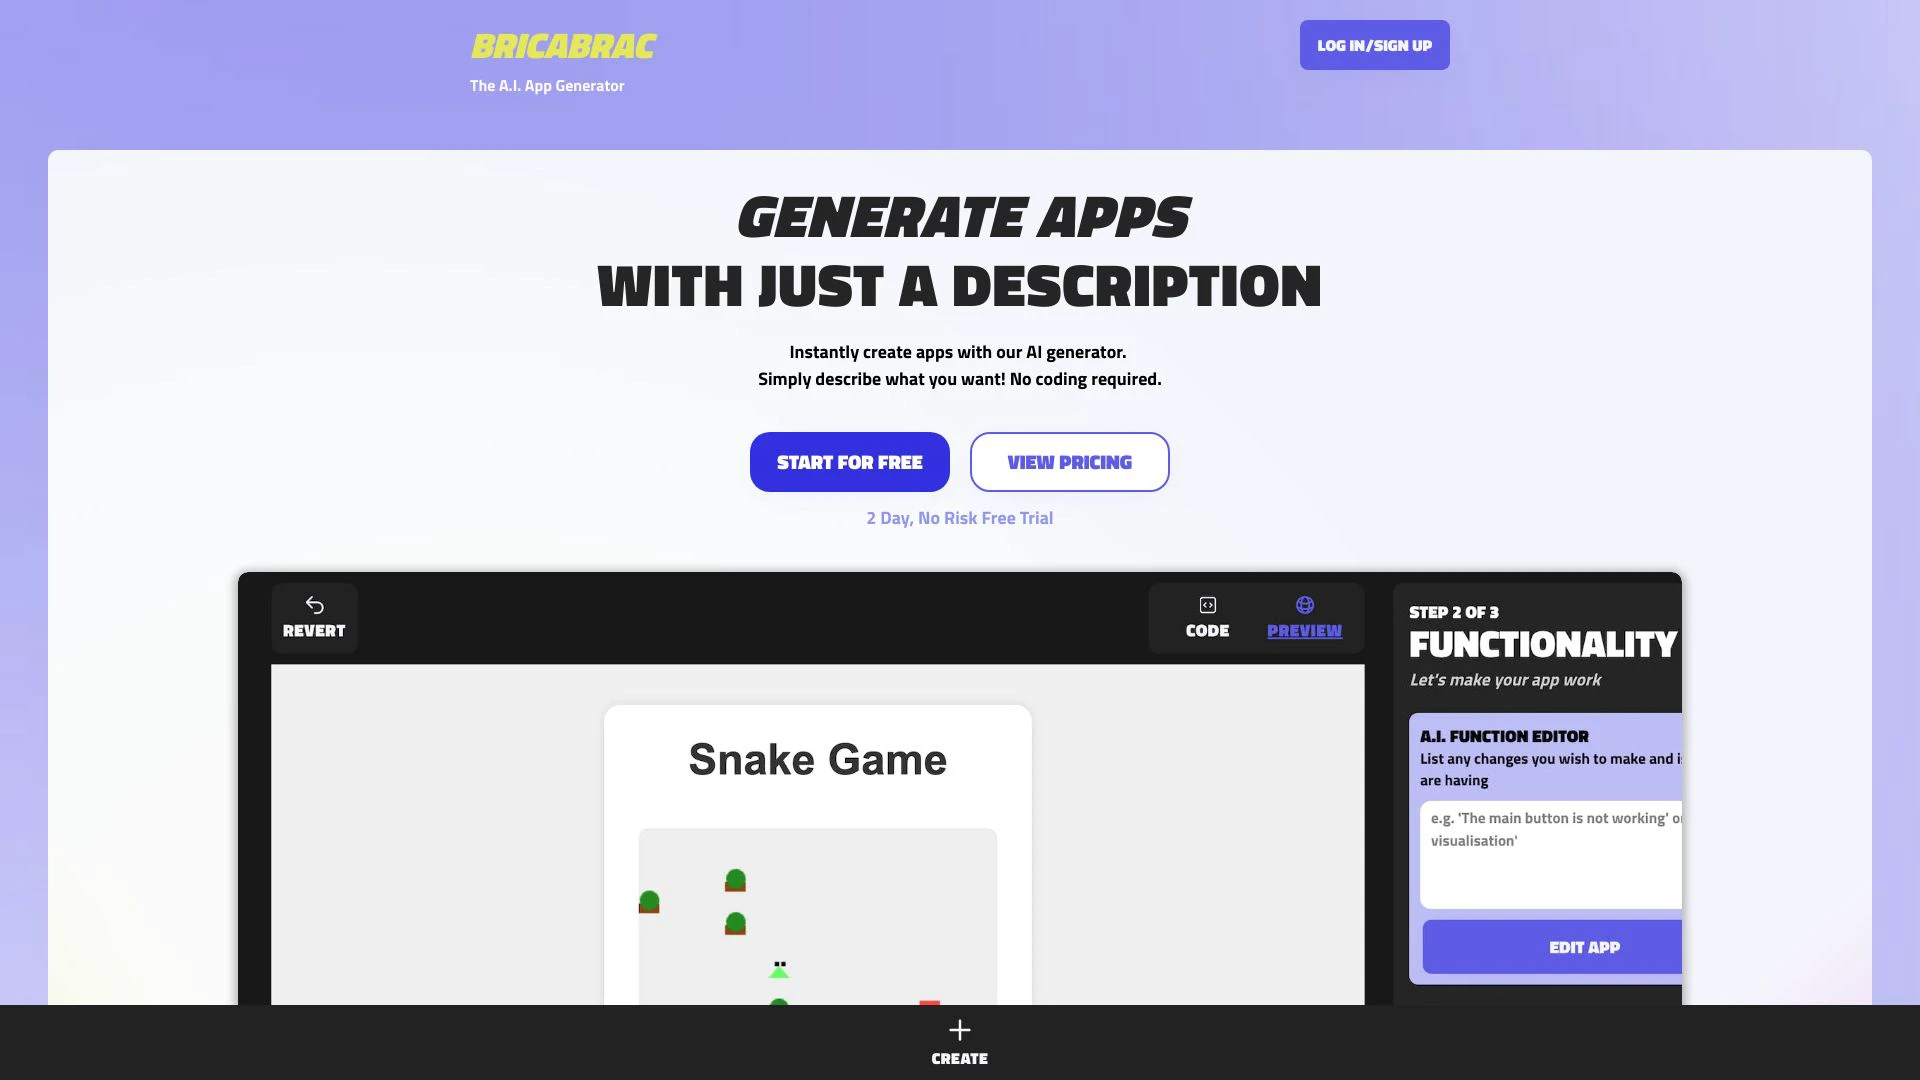 BRICABRAC
The A.I. App Generator
LOG IN/SIGN UP
GENERATE APPS
WITH JUST A DESCRIPTION
Instantly create apps with our AI generator.
Simply describe what you want! No coding required.
START FOR FREE
VIEW PRICING
2 Day, No Risk Free Trial
REVERT
CODE
PREVIEW
Snake Game
STEP 2 OF 3
FUNCTIONALITY
Let's make your app work
A.I. FUNCTION EDITOR
List any changes you wish to make and
are having
e.g. 'The main button is not working'
visualisation'
EDIT APP
CREATE